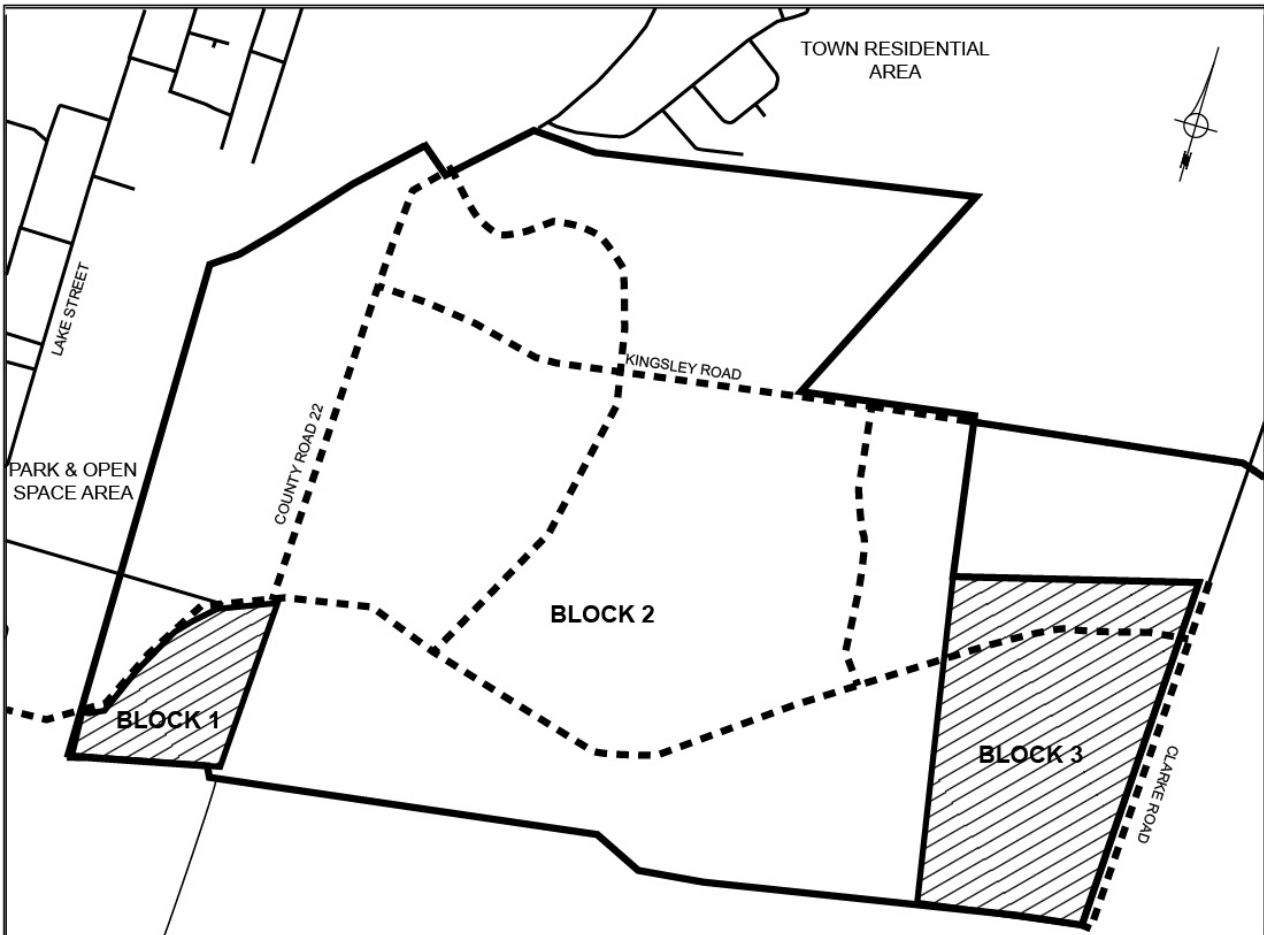 TOWN RESIDENTIAL
AREA
N
LAKE STREET
KINGSLEY ROAD
COUNTY ROAD 22
PARK & OPEN
SPACE AREA
BLOCK 2
BLOCK 1
BLOCK 3
CLARKE ROAD